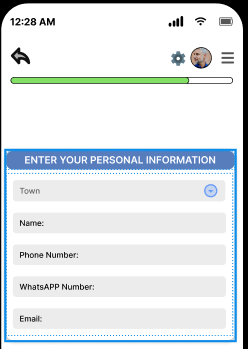 12:28 AM
ENTER YOUR PERSONAL INFORMATION
Town
Name:
Phone Number:
WhatsAPP Number:
Email: